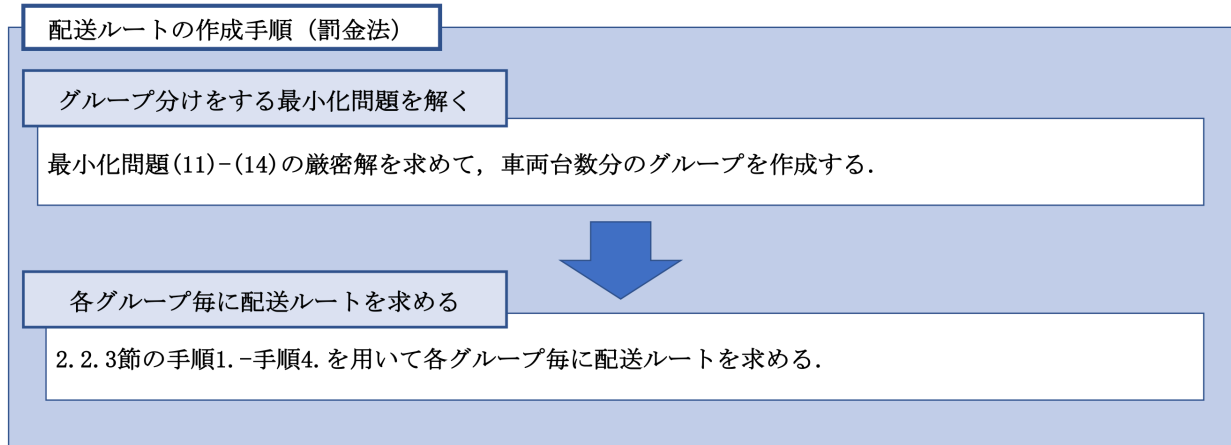 配送ルートの作成手順（罰金法）
グループ分けをする最小化問題を解く
最小化問題(11)-(14)の厳密解を求めて，車両台数分のグループを作成する．
各グループ毎に配送ルートを求める
2.2.3節の手順1.-手順4.を用いて各グループ毎に配送ルートを求める．